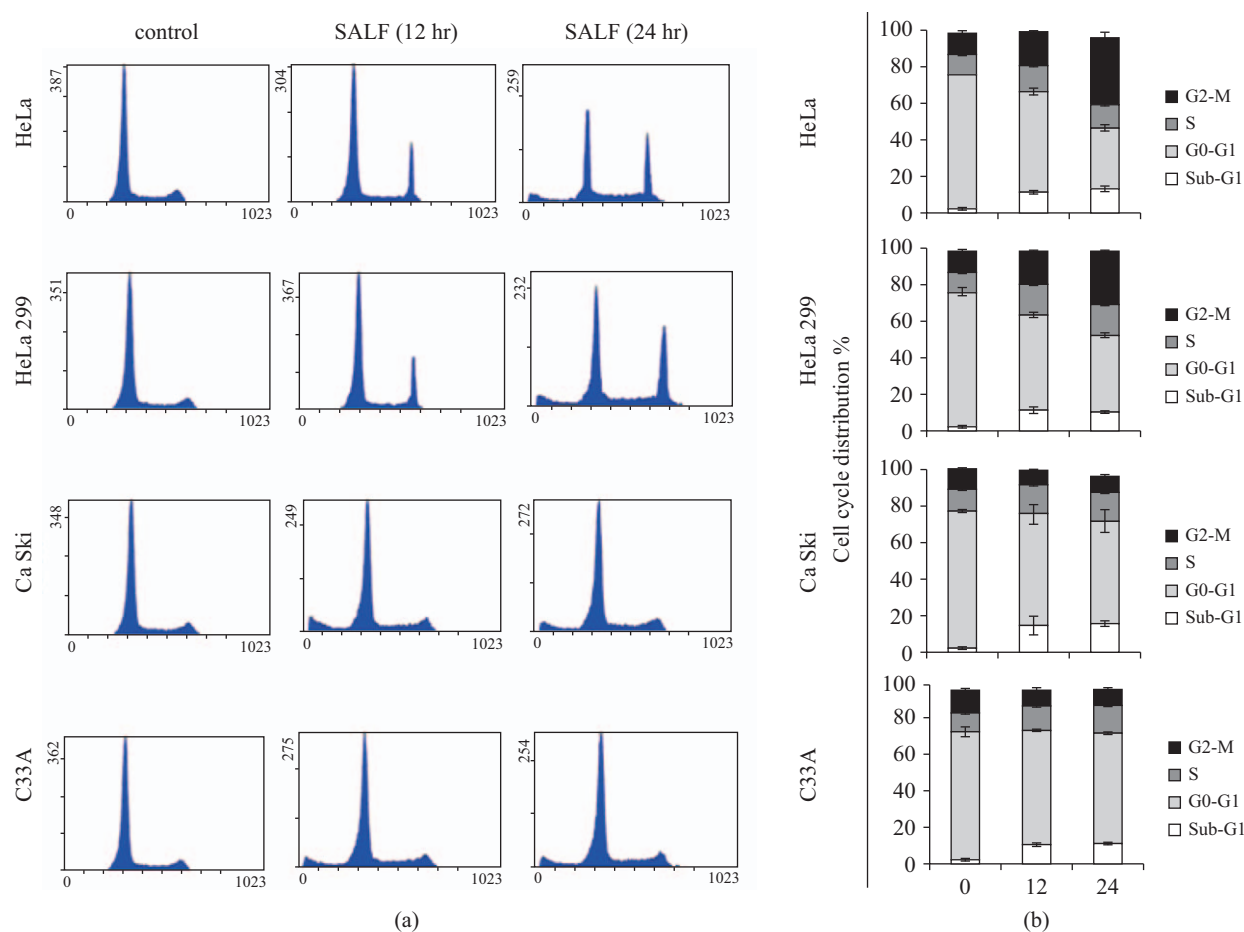 control SALF (12 hr) SALF (24 hr)
HeLa
387
0 1023
304
0 1023
259
0 1023
HeLa 299
351
0 1023
367
0 1023
232
0 1023
Ca Ski
348
0 1023
249
0 1023
272
0 1023
C33A
362
0 1023
275
0 1023
254
0 1023
(a)
Cell cycle distribution %
HeLa
100
80
60
40
20
0
G2-M
S
G0-G1
Sub-G1
HeLa 299
100
80
60
40
20
0
G2-M
S
G0-G1
Sub-G1
Ca Ski
100
80
60
40
20
0
G2-M
S
G0-G1
Sub-G1
C33A
100
80
60
40
20
0
G2-M
S
G0-G1
Sub-G1
0 12 24
(b)